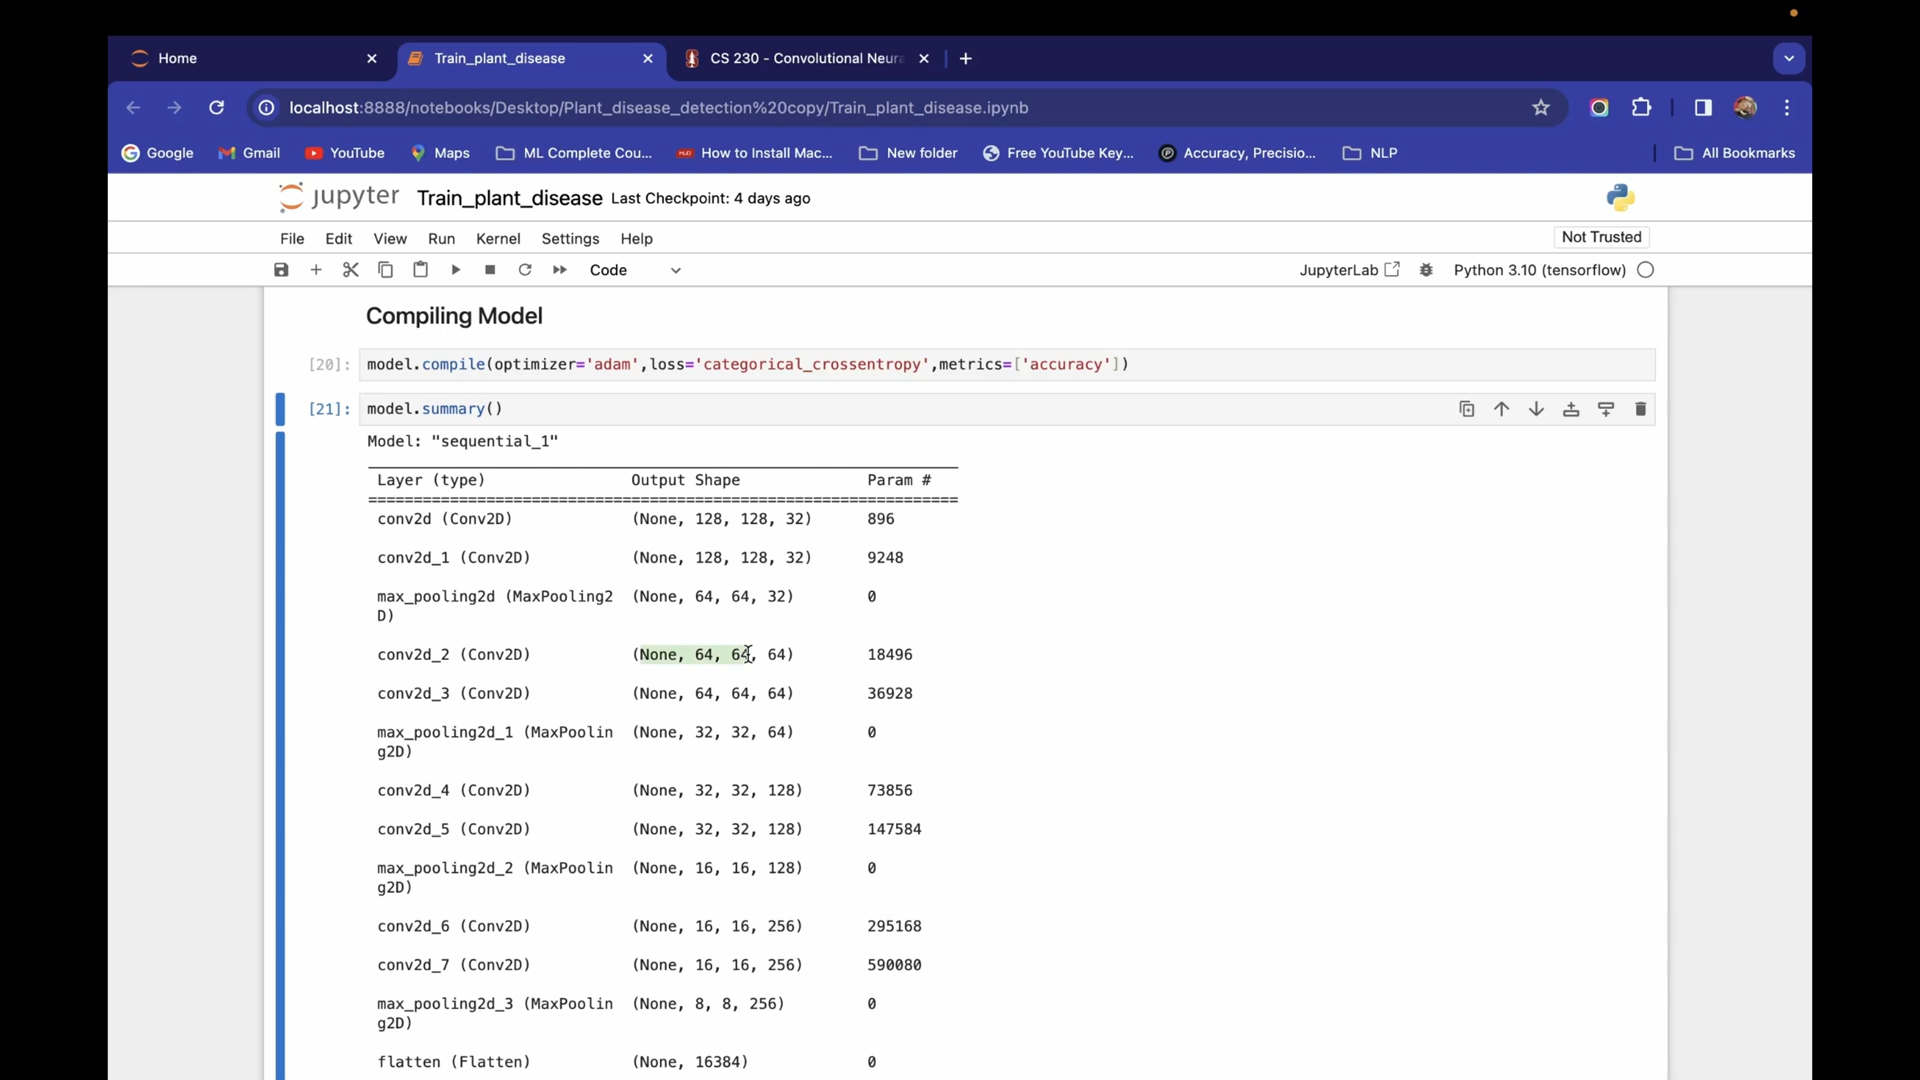 Home
Train_plant_disease
CS 230 - Convolutional Neur
localhost:8888/notebooks/Desktop/Plant_disease_detection%20copy/Train_plant_disease.ipynb
Google Gmail YouTube Maps ML Complete Cou... How to Install Mac... New folder Free YouTube Key... Accuracy, Precisio... NLP All Bookmarks
jupyter Train_plant_disease Last Checkpoint: 4 days ago
File Edit View Run Kernel Settings Help Not Trusted
Code JupyterLab Python 3.10 (tensorflow)
Compiling Model
[20]: model.compile(optimizer='adam',loss='categorical_crossentropy',metrics=['accuracy'])
[21]: model.summary()
Model: "sequential_1"
Layer (type) Output Shape Param #
=================================================================
conv2d (Conv2D) (None, 128, 128, 32) 896
conv2d_1 (Conv2D) (None, 128, 128, 32) 9248
max_pooling2d (MaxPooling2 (None, 64, 64, 32) 0
D)
conv2d_2 (Conv2D) (None, 64, 64, 64) 18496
conv2d_3 (Conv2D) (None, 64, 64, 64) 36928
max_pooling2d_1 (MaxPoolin (None, 32, 32, 64) 0
g2D)
conv2d_4 (Conv2D) (None, 32, 32, 128) 73856
conv2d_5 (Conv2D) (None, 32, 32, 128) 147584
max_pooling2d_2 (MaxPoolin (None, 16, 16, 128) 0
g2D)
conv2d_6 (Conv2D) (None, 16, 16, 256) 295168
conv2d_7 (Conv2D) (None, 16, 16, 256) 590080
max_pooling2d_3 (MaxPoolin (None, 8, 8, 256) 0
g2D)
flatten (Flatten) (None, 16384) 0